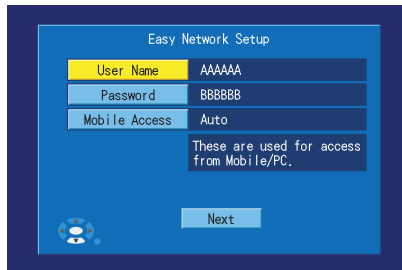 Easy Network Setup
User Name AAAAAA
Password BBBBBB
Mobile Access Auto
These are used for access
from Mobile/PC.
Next